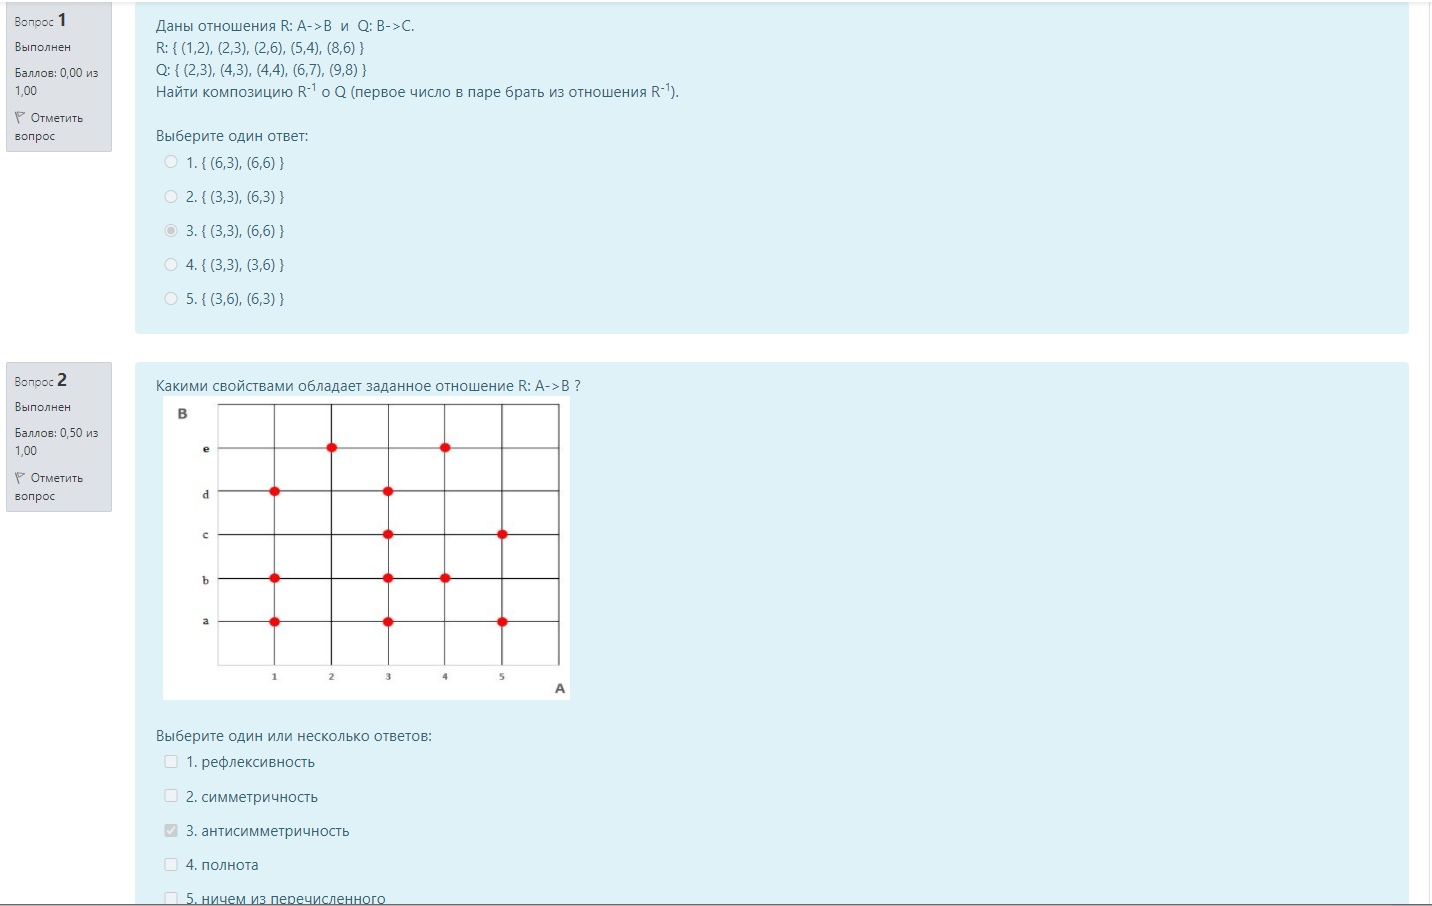 Вопрос 1
Выполнен
Баллов: 0,00 из
1,00
Отметить
вопрос
Даны отношения R: A->B и Q: B->C.
R: { (1,2), (2,3), (2,6), (5,4), (8,6) }
Q: { (2,3), (4,3), (4,4), (6,7), (9,8) }
Найти композицию R-1 o Q (первое число в паре брать из отношения R-1).
Выберите один ответ:
1. { (6,3), (6,6) }
2. { (3,3), (6,3) }
3. { (3,3), (6,6) }
4. { (3,3), (3,6) }
5. { (3,6), (6,3) }
Вопрос 2
Выполнен
Баллов: 0,50 из
1,00
Отметить
вопрос
Какими свойствами обладает заданное отношение R: A->B ?
B
e
d
c
b
a
1 2 3 4 5
A
Выберите один или несколько ответов:
1. рефлексивность
2. симметричность
3. антисимметричность
4. полнота
5. ничем из перечисленного